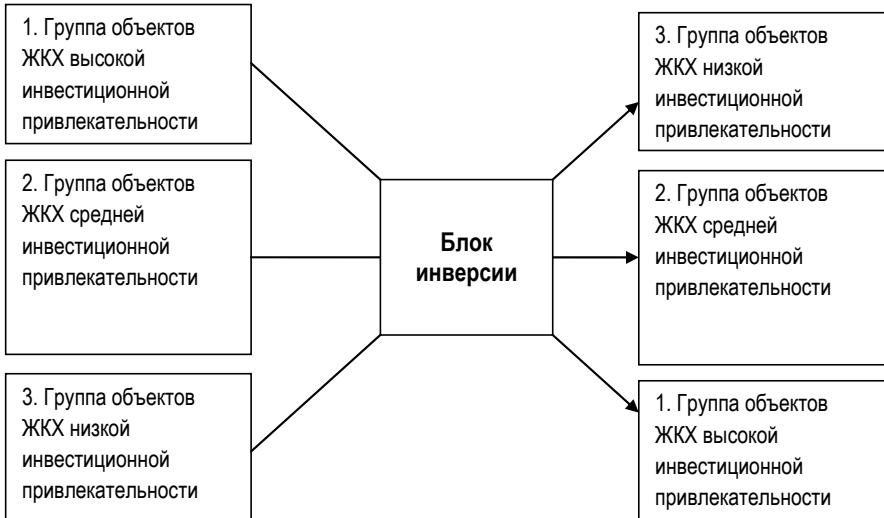 1. Группа объектов
ЖКХ высокой
инвестиционной
привлекательности
2. Группа объектов
ЖКХ средней
инвестиционной
привлекательности
3. Группа объектов
ЖКХ низкой
инвестиционной
привлекательности
Блок
инверсии
3. Группа объектов
ЖКХ низкой
инвестиционной
привлекательности
2. Группа объектов
ЖКХ средней
инвестиционной
привлекательности
1. Группа объектов
ЖКХ высокой
инвестиционной
привлекательности